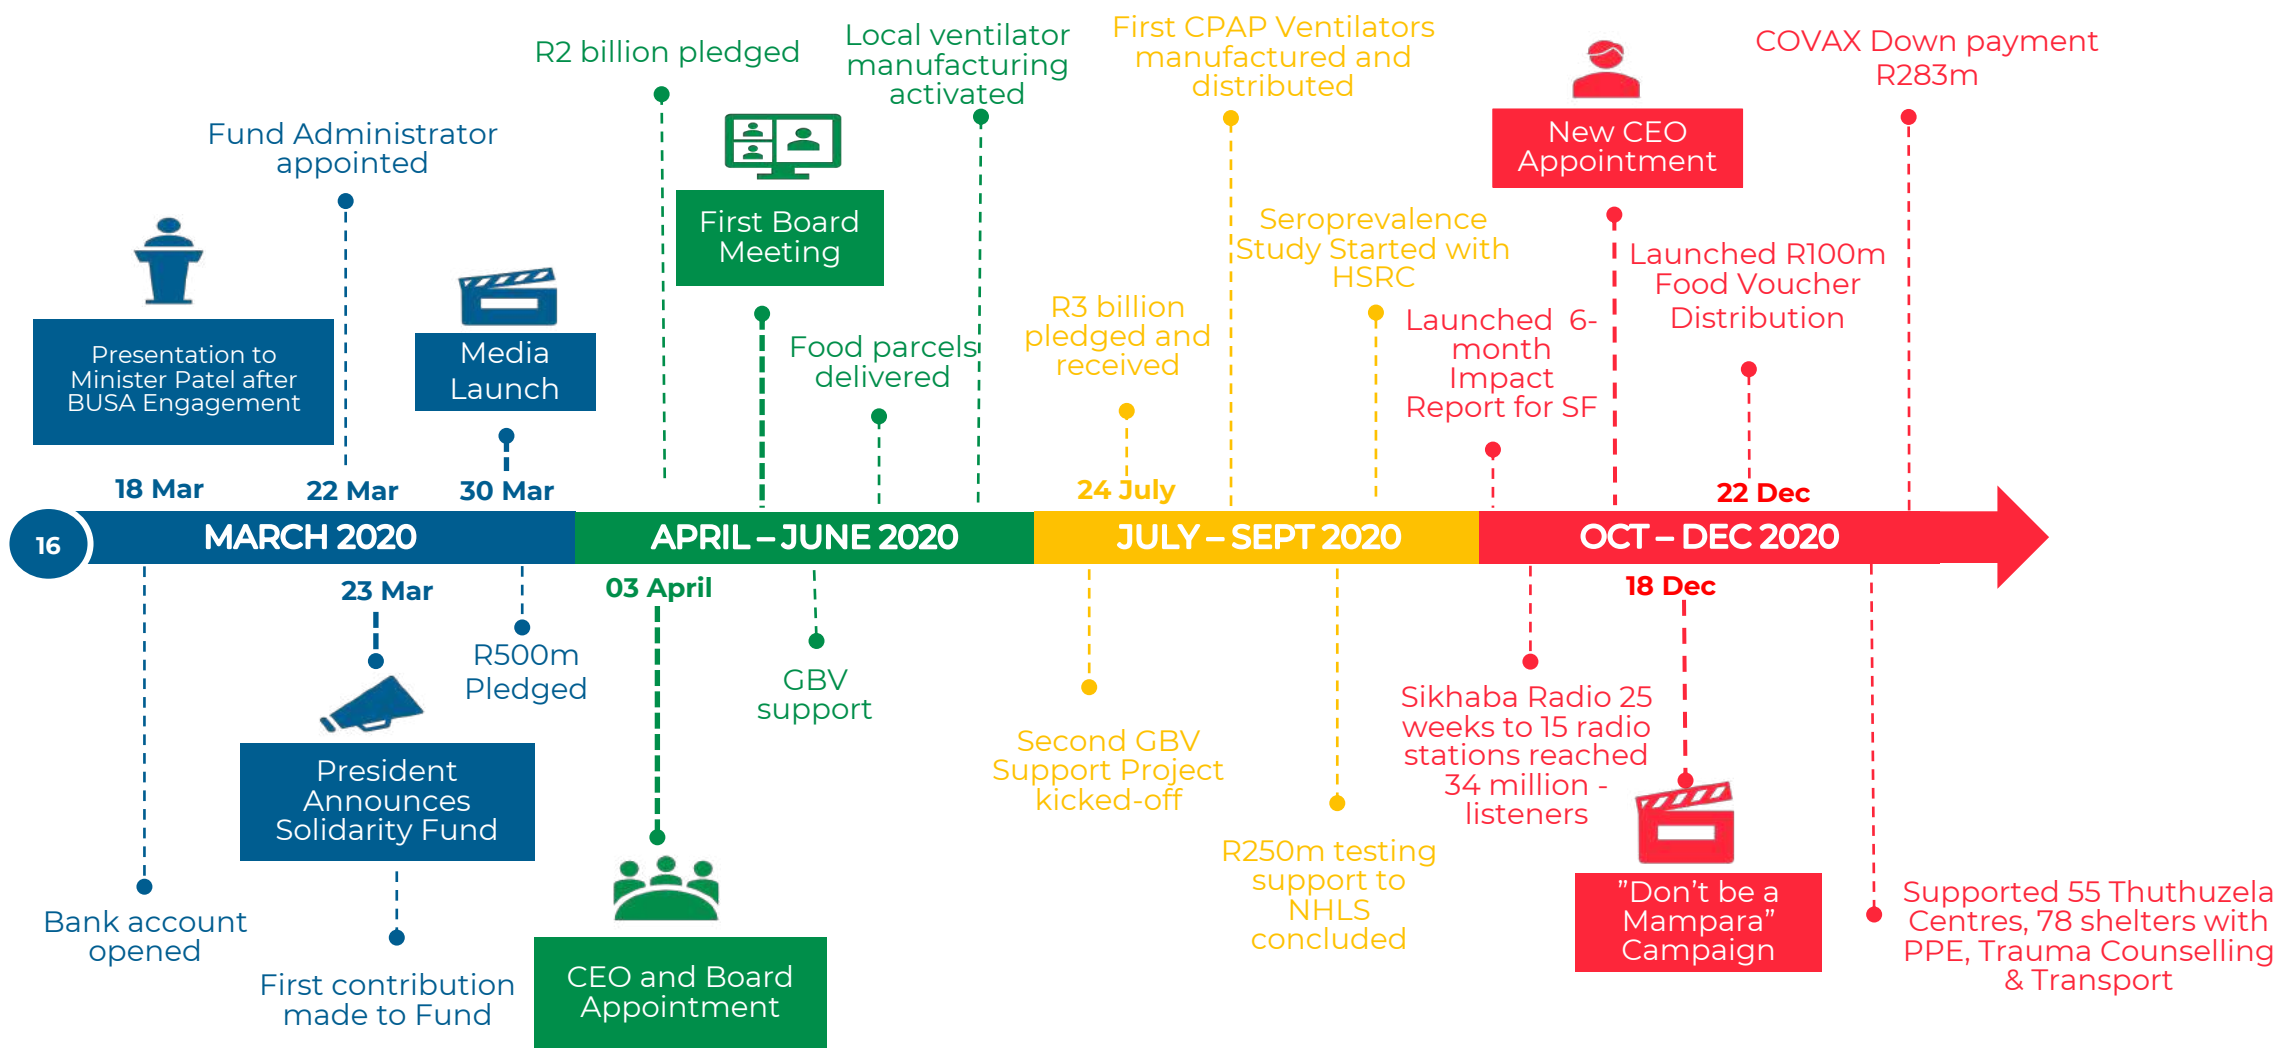 R2 billion pledged
Local ventilator
manufacturing
activated
First CPAP Ventilators
manufactured and
distributed
COVAX Down payment
R283m
Fund Administrator
appointed
New CEO
Appointment
First Board
Meeting
Seroprevalence
Study Started with
HSRC
Launched R100m
Food Voucher
Distribution
Presentation to
Minister Patel after
BUSA Engagement
Media
Launch
Food parcels
delivered
R3 billion
pledged and
received
Launched 6-
month
Impact
Report for SF
18 Mar
22 Mar
30 Mar
24 July
22 Dec
16
MARCH 2020
APRIL – JUNE 2020
JULY – SEPT 2020
OCT – DEC 2020
23 Mar
03 April
18 Dec
R500m
Pledged
GBV
support
Second GBV
Support Project
kicked-off
Sikhaba Radio 25
weeks to 15 radio
stations reached
34 million -
listeners
President
Announces
Solidarity Fund
R250m testing
support to
NHLS
concluded
Bank account
opened
First contribution
made to Fund
CEO and Board
Appointment
”Don’t be a
Mampara”
Campaign
Supported 55 Thuthuzela
Centres, 78 shelters with
PPE, Trauma Counselling
& Transport